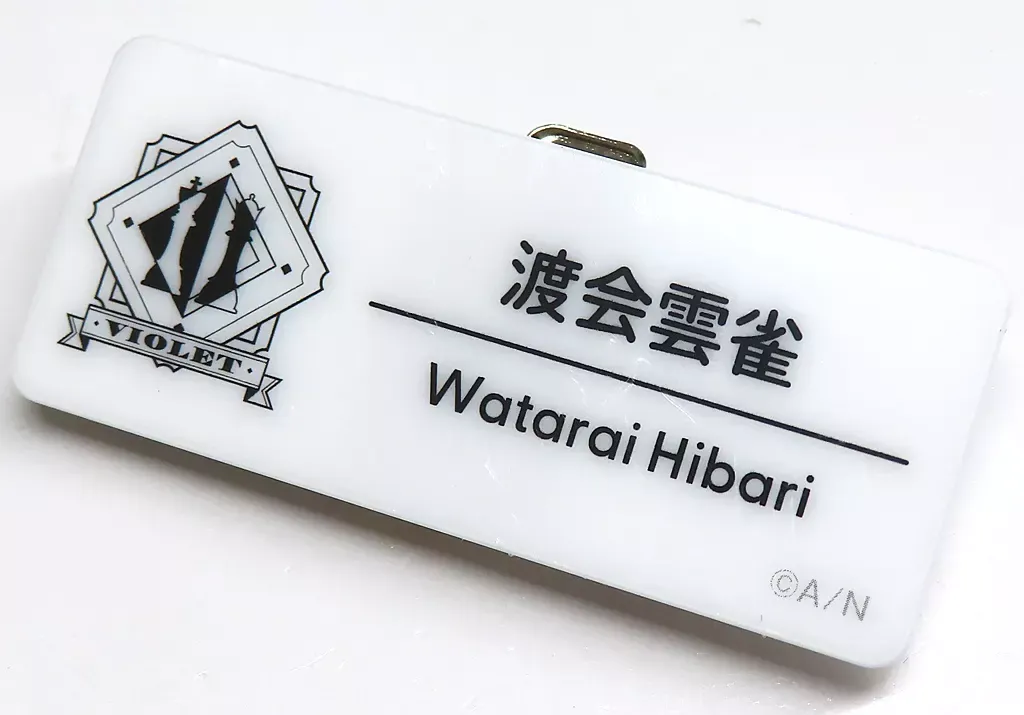 ·VIOLET·
渡会雲雀
Watarai Hibari
©A/N